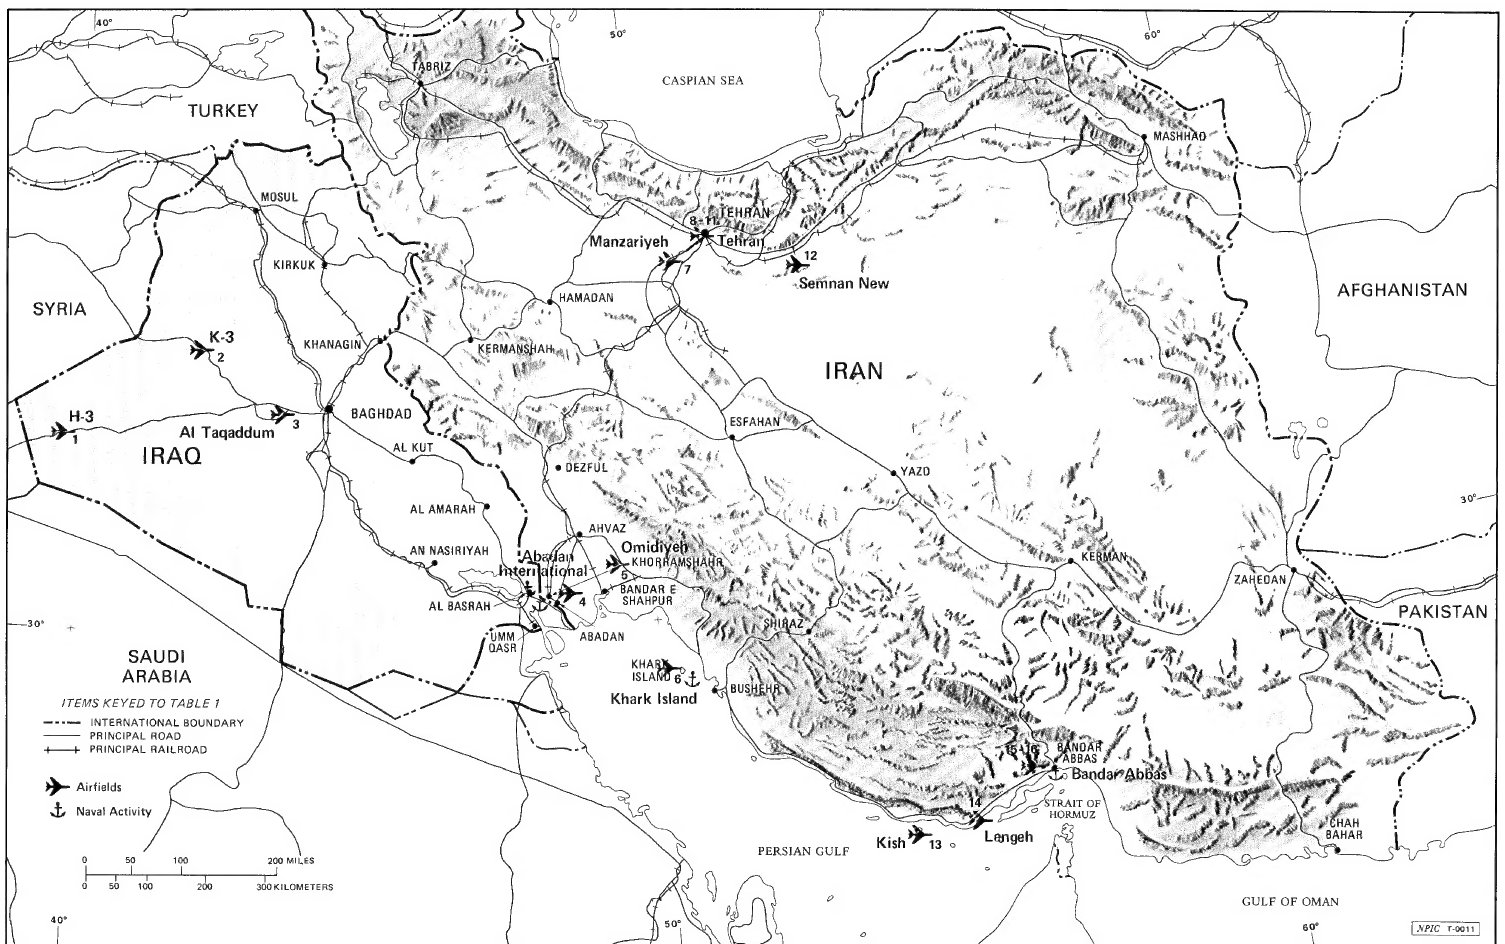 40°
50°
60°
TABRIZ
CASPIAN SEA
TURKEY
MASHHAD
MOSUL
TEHRAN
8-11
Tehran
Manzariyeh
7
12
Semnan New
KIRKUK
HAMADAN
SYRIA
AFGHANISTAN
K-3
2
KHANAGIN
KERMANSHAH
IRAN
H-3
1
Al Taqaddum
3
BAGHDAD
ESFAHAN
IRAQ
AL KUT
DEZFUL
YAZD
30°
AL AMARAH
AHVAZ
AN NASIRIYAH
Abadan
International
4
Omidiyeh
5
KHORRAMSHAHR
KERMAN
ZAHEDAN
BANDAR E
SHAHPUR
AL BASRAH
PAKISTAN
30°
UMM
QASR
ABADAN
SHIRAZ
SAUDI
ARABIA
KHARK
ISLAND
6
Khark Island
BUSHEHR
ITEMS KEYED TO TABLE 1
INTERNATIONAL BOUNDARY
PRINCIPAL ROAD
PRINCIPAL RAILROAD
15-16
BANDAR
ABBAS
Bandar Abbas
Airfields
Naval Activity
14
Lengeh
STRAIT OF
HORMUZ
Kish
13
CHAH
BAHAR
PERSIAN GULF
0 50 100 200 MILES
0 50 100 200 300 KILOMETERS
GULF OF OMAN
40°
50°
60°
NPIC T-0011